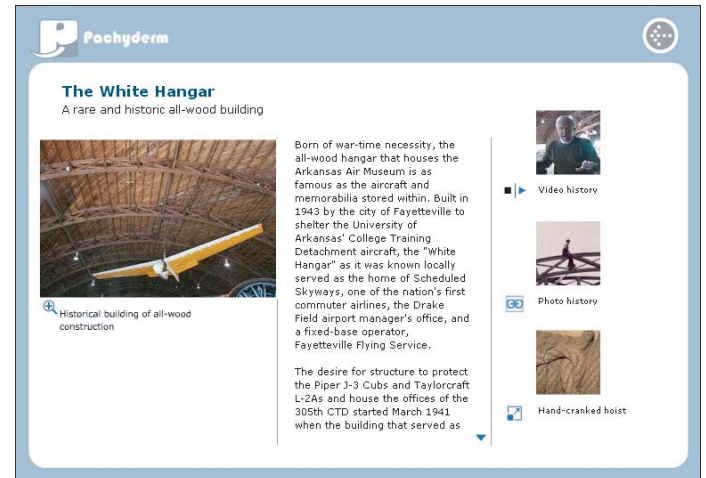 Pachyderm
The White Hangar
A rare and historic all-wood building
Historical building of all-wood
construction
Born of war-time necessity, the
all-wood hangar that houses the
Arkansas Air Museum is as
famous as the aircraft and
memorabilia stored within. Built in
1943 by the city of Fayetteville to
shelter the University of
Arkansas' College Training
Detachment aircraft, the "White
Hangar" as it was known locally
served as the home of Scheduled
Skyways, one of the nation's first
commuter airlines, the Drake
Field airport manager's office, and
a fixed-base operator,
Fayetteville Flying Service.
The desire for structure to protect
the Piper J-3 Cubs and Taylorcraft
L-2As and house the offices of the
305th CTD started March 1941
when the building that served as
Video history
Photo history
Hand-cranked hoist